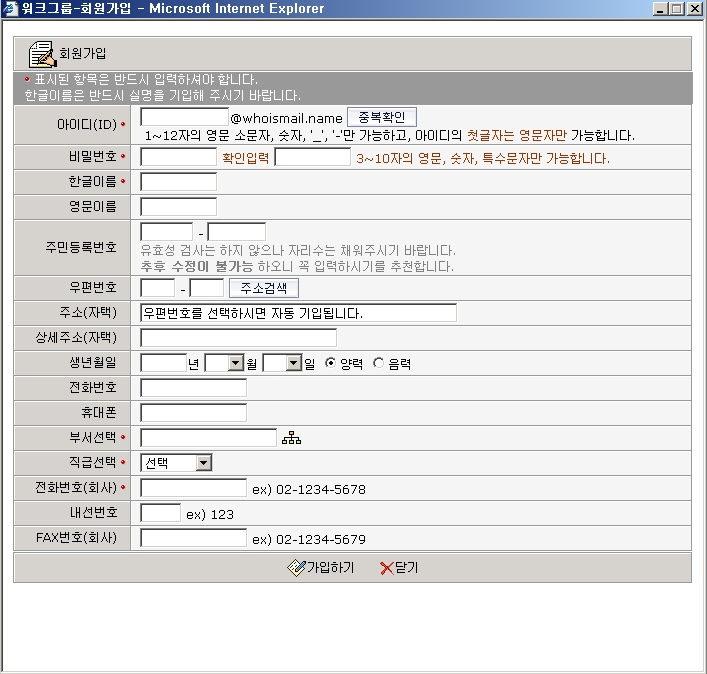 워크그룹-회원가입 - Microsoft Internet Explorer
회원가입
• 표시된 항목은 반드시 입력하셔야 합니다.
한글이름은 반드시 실명을 기입해 주시기 바랍니다.
아이디(ID) • @whoismail.name 중복확인
1~12자의 영문 소문자, 숫자, '_', '-'만 가능하고, 아이디의 첫글자는 영문자만 가능합니다.
비밀번호 • 확인입력 3~10자의 영문, 숫자, 특수문자만 가능합니다.
한글이름 •
영문이름
주민등록번호 -
유효성 검사는 하지 않으나 자리수는 채워주시기 바랍니다.
추후 수정이 불가능 하오니 꼭 입력하시기를 추천합니다.
우편번호 - 주소검색
주소(자택) 우편번호를 선택하시면 자동 기입됩니다.
상세주소(자택)
생년월일 년 월 일 양력 음력
전화번호
휴대폰
부서선택 •
직급선택 • 선택
전화번호(회사) • ex) 02-1234-5678
내선번호 ex) 123
FAX번호(회사) ex) 02-1234-5679
가입하기 닫기